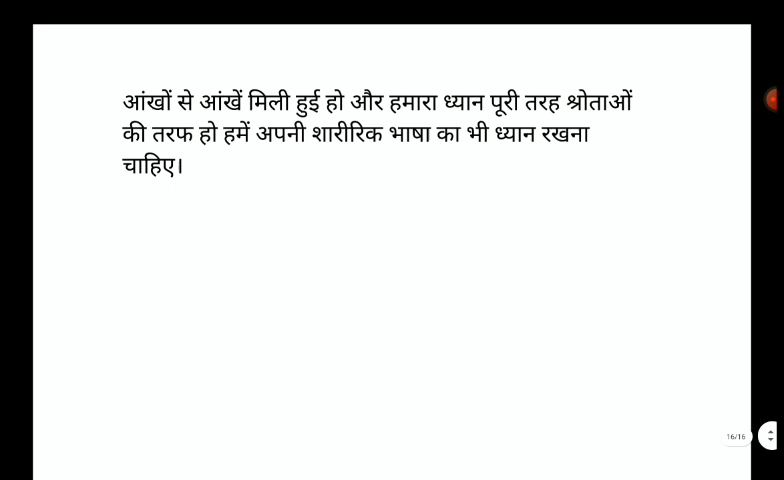 आंखों से आंखें मिली हुई हो और हमारा ध्यान पूरी तरह श्रोताओं
की तरफ हो हमें अपनी शारीरिक भाषा का भी ध्यान रखना
चाहिए।
16/16